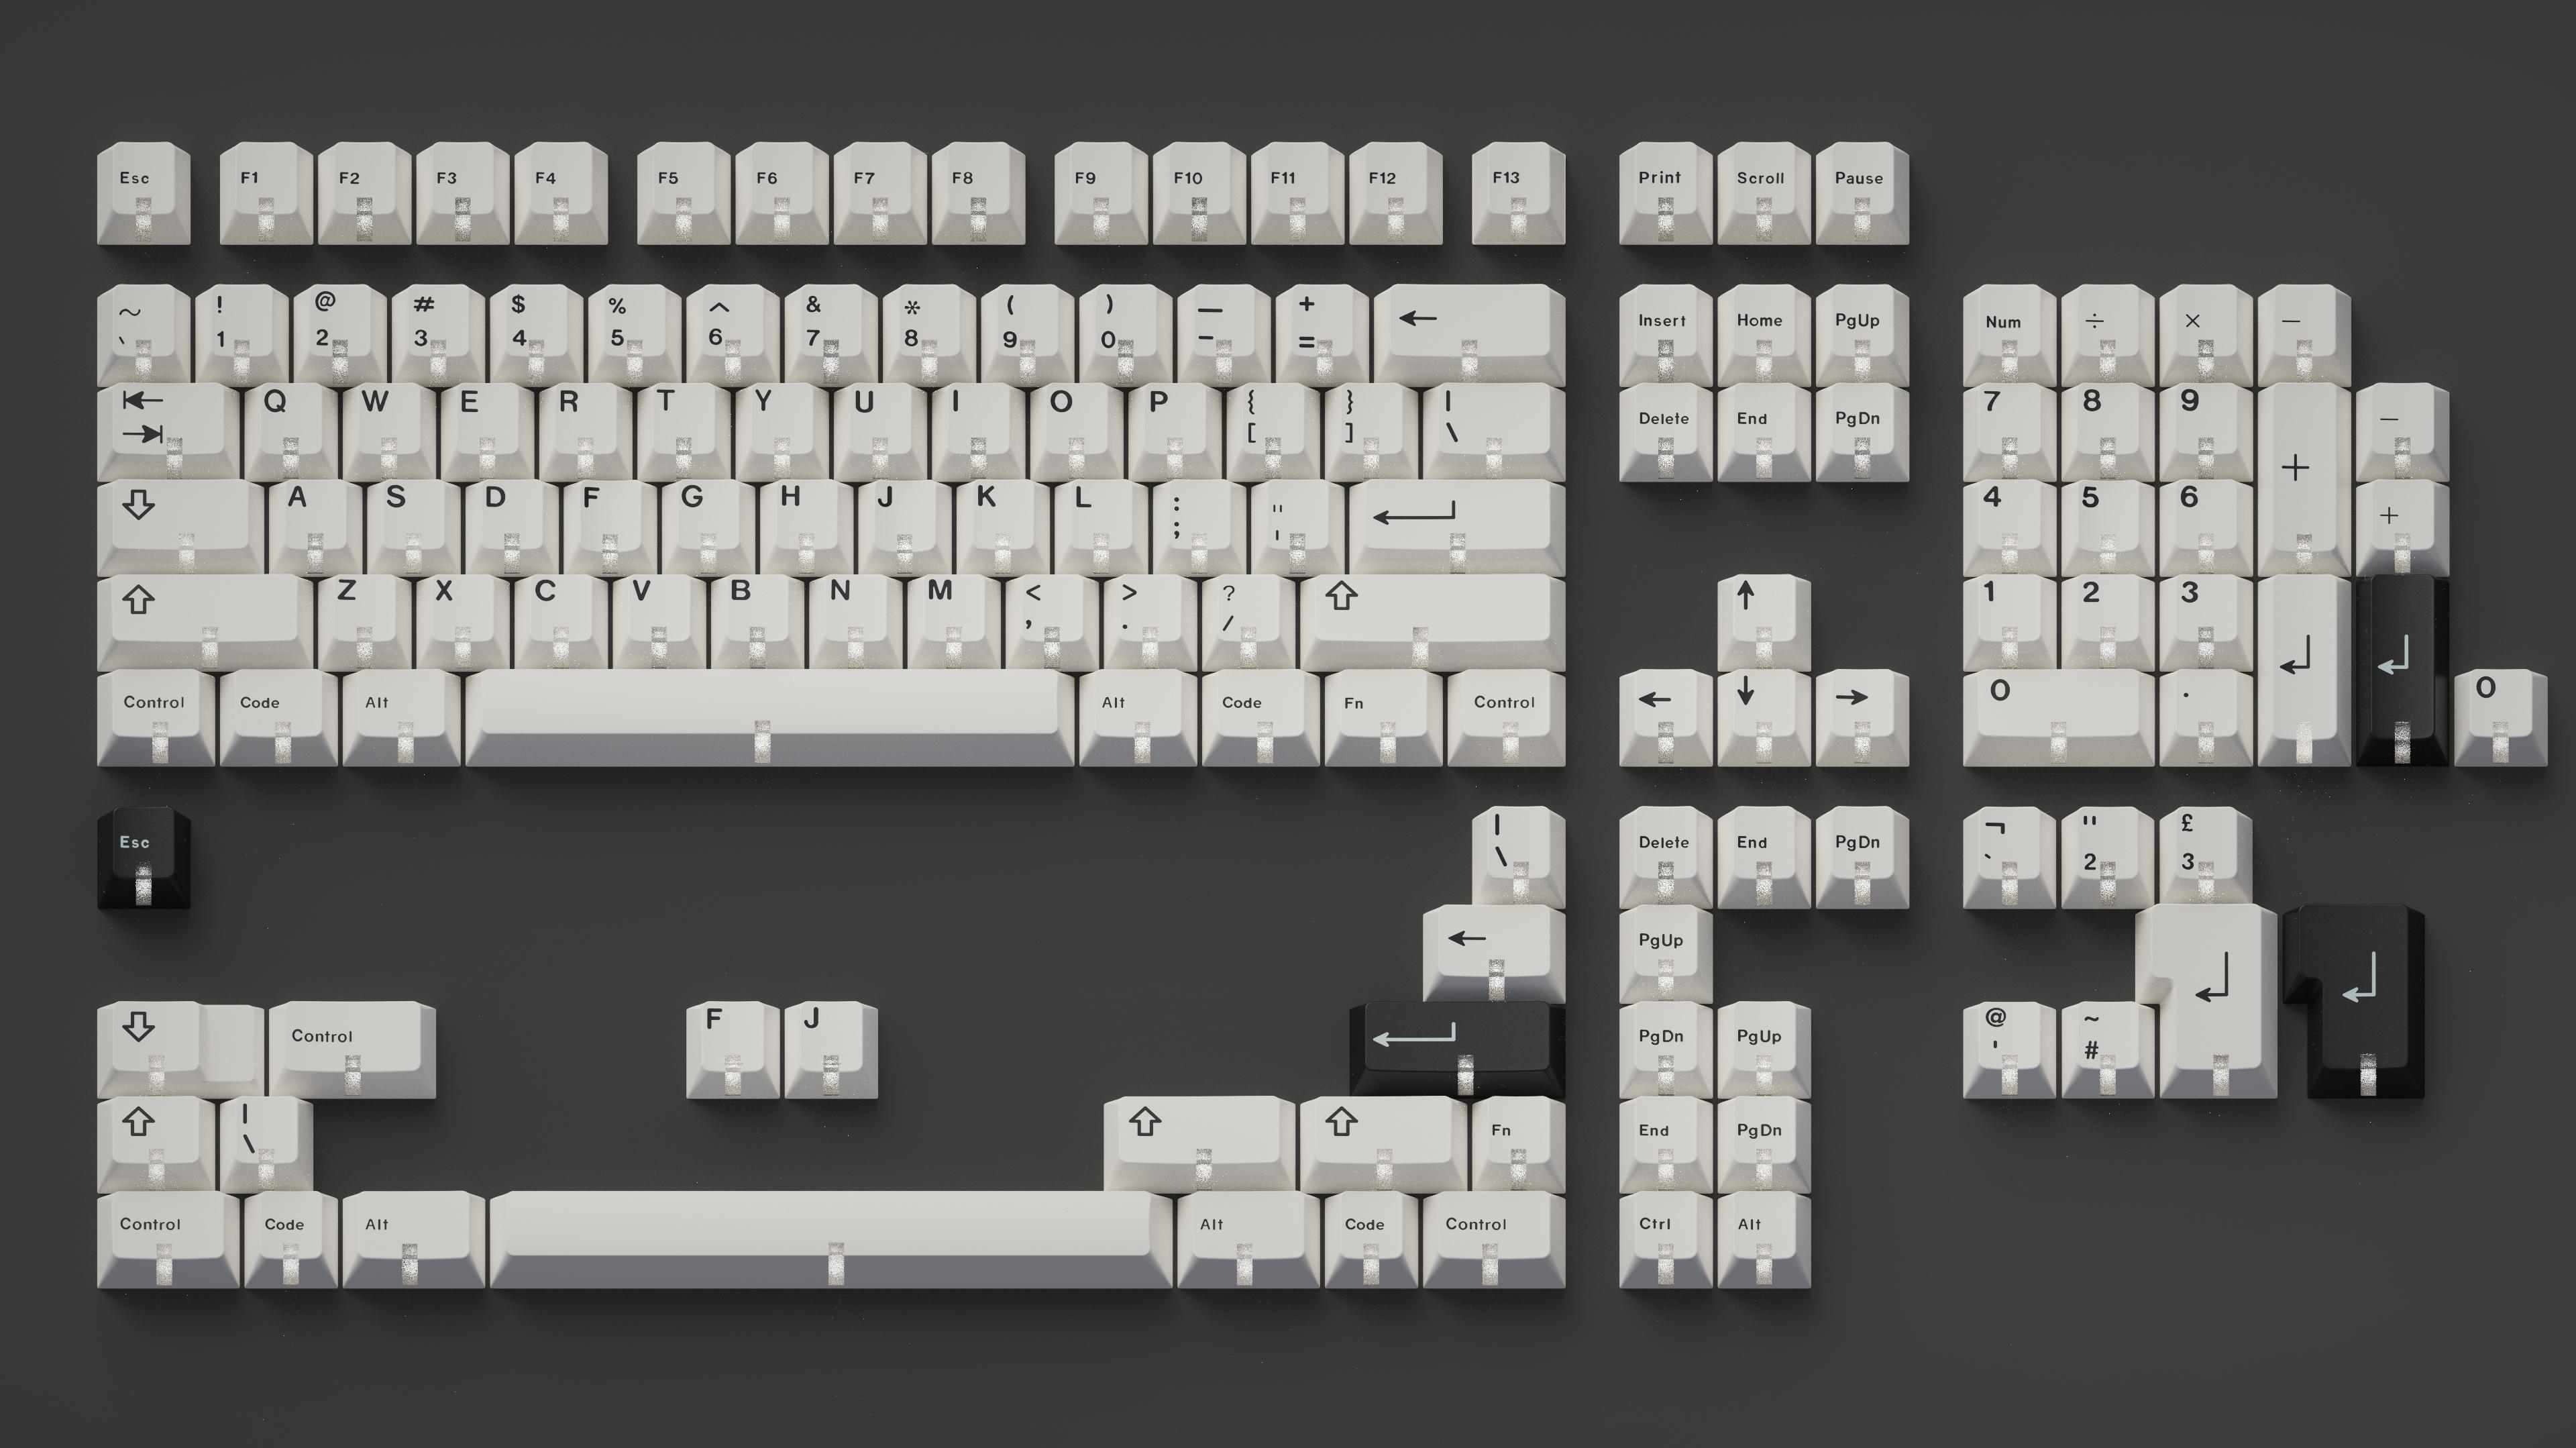 Esc F1 F2 F3 F4 F5 F6 F7 F8 F9 F10 F11 F12 F13 Print Scroll Pause
~ ! @ # $ % ^ & * ( ) — +
` 1 2 3 4 5 6 7 8 9 0 - = ← Insert Home PgUp Num ÷ × −
|← Q W E R T Y U I O P { } | 7 8 9
→| [ ] \ Delete End PgDn + −
⇩ A S D F G H J K L : " ↵ 4 5 6 +
; '
⇧ Z X C V B N M < > ? ⇧ ↑ 1 2 3
, . / ↵ ↵
Control Code Alt Alt Code Fn Control ← ↓ → 0 . 0
Esc | Delete End PgDn ¬ " £
\ ` 2 3
← PgUp ↵ ↵
⇩ Control F J ↵ PgDn PgUp @ ~
' #
⇧ | ⇧ ⇧ Fn End PgDn
\
Control Code Alt Alt Code Control Ctrl Alt